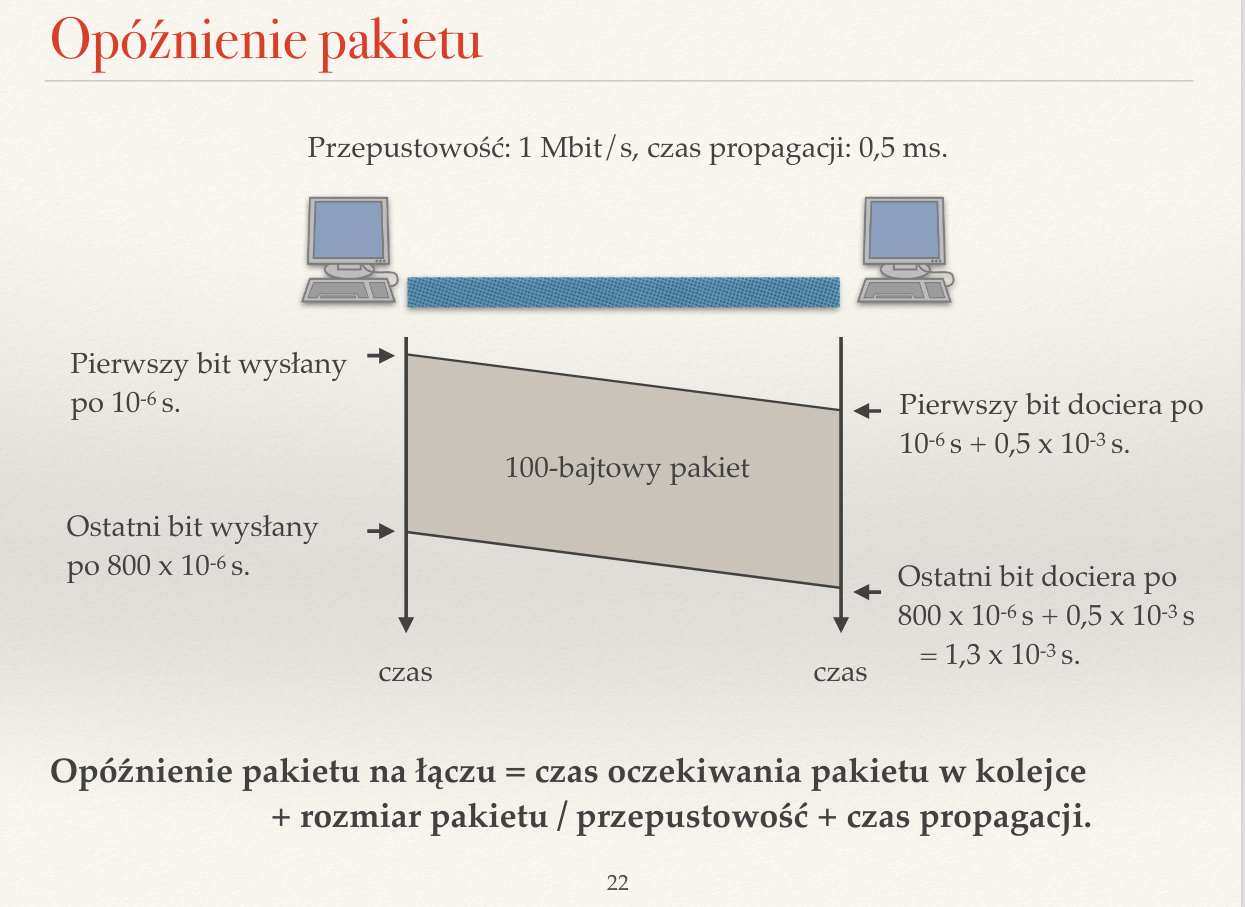 Opóźnienie pakietu
Przepustowość: 1 Mbit/s, czas propagacji: 0,5 ms.
Pierwszy bit wysłany
po 10⁻⁶ s.
Pierwszy bit dociera po
10⁻⁶ s + 0,5 x 10⁻³ s.
100-bajtowy pakiet
Ostatni bit wysłany
po 800 x 10⁻⁶ s.
Ostatni bit dociera po
800 x 10⁻⁶ s + 0,5 x 10⁻³ s
= 1,3 x 10⁻³ s.
czas
czas
Opóźnienie pakietu na łączu = czas oczekiwania pakietu w kolejce
+ rozmiar pakietu / przepustowość + czas propagacji.
22